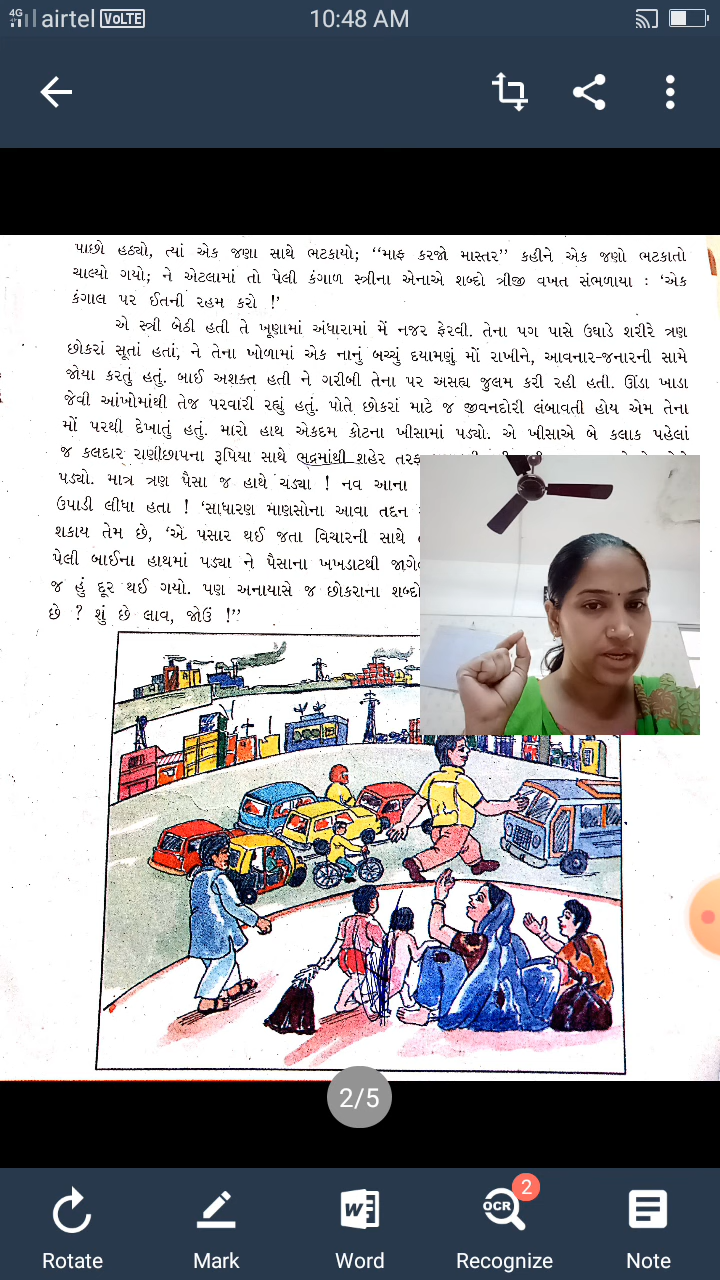 4G airtel VoLTE 10:48 AM
પાછો હઠ્યો, ત્યાં એક જણા સાથે ભટકાયો; “માફ કરજો માસ્તર” કહીને એક જણો ભટકાતો
ચાલ્યો ગયો; ને એટલામાં તો પેલી કંગાળ સ્ત્રીના એનાએ શબ્દો ત્રીજી વખત સંભળાયા : ‘એક
કંગાલ પર ઈતની રહમ કરો !’
એ સ્ત્રી બેઠી હતી તે ખૂણામાં અંધારામાં મેં નજર ફેરવી. તેના પગ પાસે ઉઘાડે શરીરે ત્રણ
છોકરાં સૂતાં હતાં; ને તેના ખોળામાં એક નાનું બચ્ચું દયામણું મોં રાખીને, આવનાર-જનારની સામે
જોયા કરતું હતું. બાઈ અશક્ત હતી ને ગરીબી તેના પર અસહ્ય જુલમ કરી રહી હતી. ઊંડા ખાડા
જેવી આંખોમાંથી તેજ પરવારી રહ્યું હતું. પોતે છોકરાં માટે જ જીવનદોરી લંબાવતી હોય એમ તેના
મોં પરથી દેખાતું હતું. મારો હાથ એકદમ કોટના ખીસામાં પડ્યો. એ ખીસાએ બે કલાક પહેલાં
જ કલદાર રાણીછાપના રૂપિયા સાથે ભદ્રમાંથી શહેર તરફ
પડ્યો. માત્ર ત્રણ પૈસા જ હાથે ચડ્યા ! નવ આના
ઉપાડી લીધા હતા ! ‘સાધારણ માણસોના આવા તદ્દન
શકાય તેમ છે, ‘એ. પસાર થઈ જતા વિચારની સાથે
પેલી બાઈના હાથમાં પડ્યા ને પૈસાના ખખડાટથી
જ હું દૂર થઈ ગયો. પણ અનાયાસે જ છોકરાના શબ્દો
છે ? શું છે લાવ, જોઉં !”
2/5
2
Rotate Mark Word Recognize Note